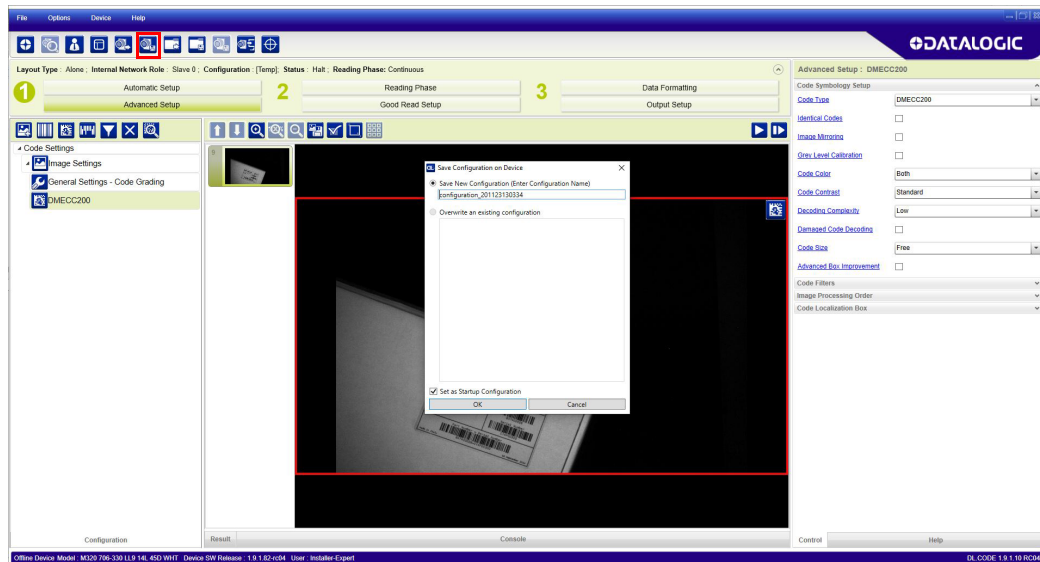 File Options Device Help
DATALOGIC
Layout Type : Alone ; Internal Network Role : Slave 0 ; Configuration : [Temp]; Status : Halt ; Reading Phase: Continuous
Advanced Setup : DMECC200
1
Automatic Setup
Advanced Setup
2
Reading Phase
Good Read Setup
3
Data Formatting
Output Setup
Code Settings
Image Settings
General Settings - Code Grading
DMECC200
Save Configuration on Device
Save New Configuration (Enter Configuration Name)
configuration_201123130334
Overwrite an existing configuration
Set as Startup Configuration
OK Cancel
Code Symbology Setup
Code Type DMECC200
Identical Codes
Image Mirroring
Grey Level Calibration
Code Color Both
Code Contrast Standard
Decoding Complexity Low
Damaged Code Decoding
Code Size Free
Advanced Box Improvement
Code Filters
Image Processing Order
Code Localization Box
Configuration
Result Console
Control Help
Offline Device Model : M320 706-330 LL9 14L 45D WHT Device SW Release : 1.9.1.82-rc04 User : Installer-Expert
DL.CODE 1.9.1.10 RC04